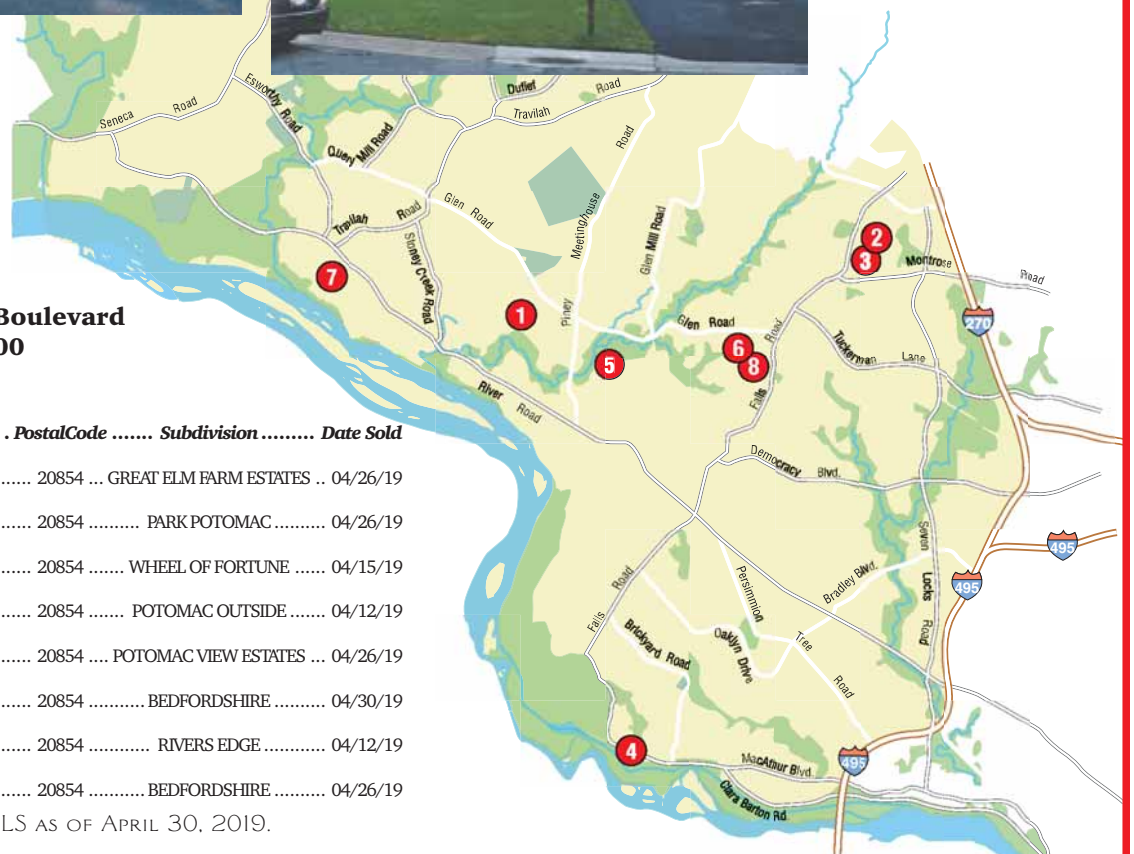 Boulevard
00
. PostalCode ....... Subdivision ......... Date Sold
...... 20854 ... GREAT ELM FARM ESTATES .. 04/26/19
...... 20854 .......... PARK POTOMAC .......... 04/26/19
...... 20854 ....... WHEEL OF FORTUNE ...... 04/15/19
...... 20854 ....... POTOMAC OUTSIDE ....... 04/12/19
...... 20854 .... POTOMAC VIEW ESTATES ... 04/26/19
...... 20854 ........... BEDFORDSHIRE .......... 04/30/19
...... 20854 ............ RIVERS EDGE ............ 04/12/19
...... 20854 ........... BEDFORDSHIRE .......... 04/26/19
LS AS OF APRIL 30, 2019.
Seneca Road
Esworthy Road
Dufief
Travilah Road
Query Mill Road
Glen Road
Travilah Road
Stoney Creek Road
Piney Meetinghouse Road
Glen Mill Road
Glen Road
Falls Road
Montrose Road
Tuckerman Lane
River Road
Democracy Blvd.
Seven Locks Road
Bradley Blvd.
Persimmion Tree Road
Oaklyn Drive
Brickyard Road
Falls Road
MacArthur Blvd.
Clara Barton Rd.
1
2
3
4
5
6
7
8
270
495
495
495